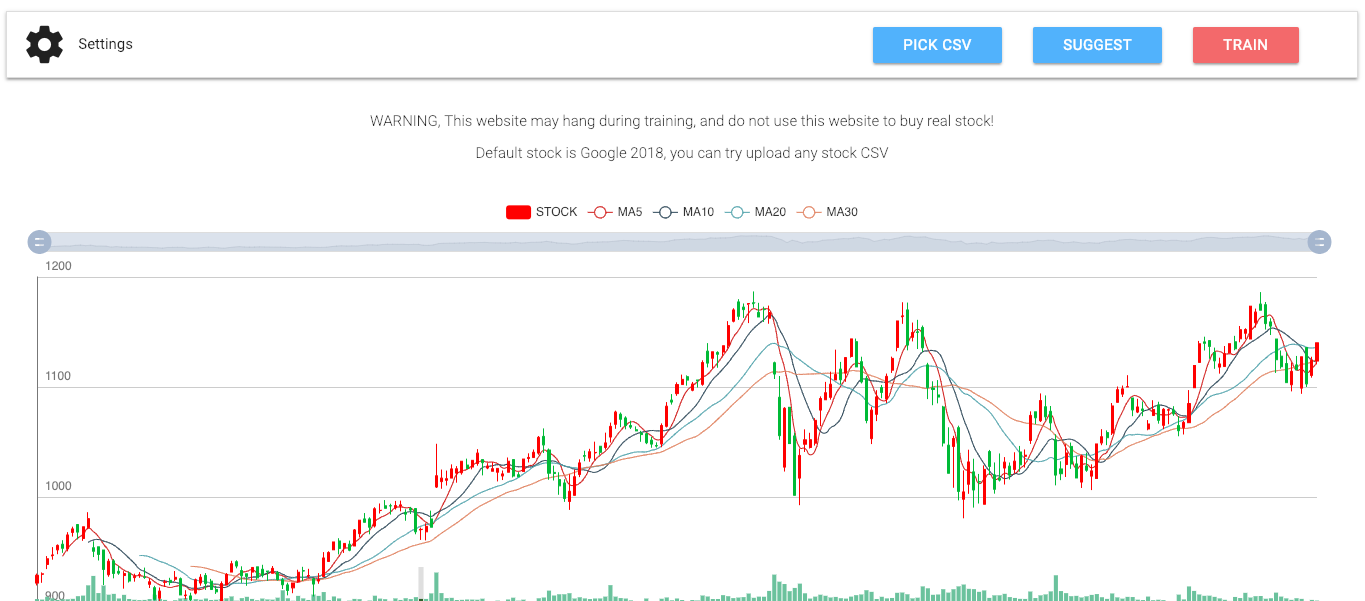 Settings
PICK CSV
SUGGEST
TRAIN
WARNING, This website may hang during training, and do not use this website to buy real stock!
Default stock is Google 2018, you can try upload any stock CSV
STOCK MA5 MA10 MA20 MA30
1200
1100
1000
900